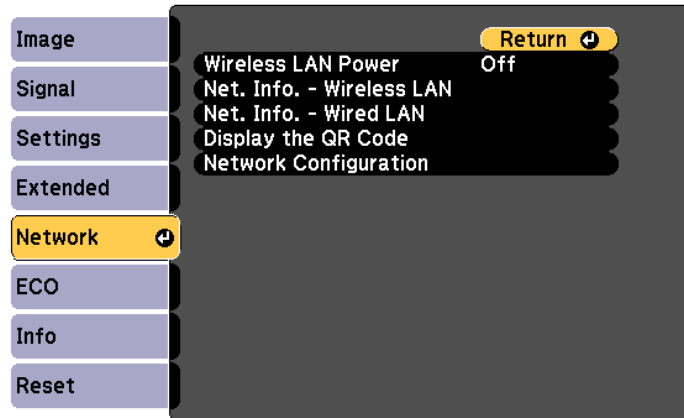 Image
Signal
Settings
Extended
Network
ECO
Info
Reset
Return
Wireless LAN Power Off
Net. Info. - Wireless LAN
Net. Info. - Wired LAN
Display the QR Code
Network Configuration